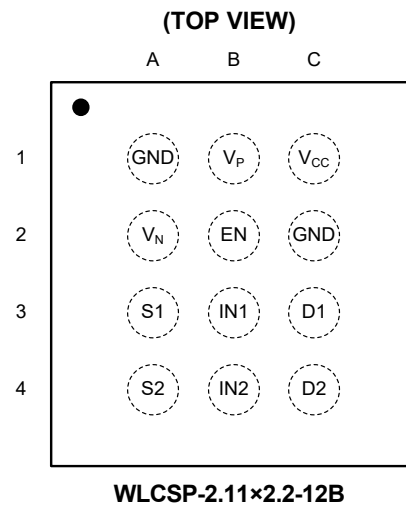 (TOP VIEW)
A B C
1 GND VP VCC
2 VN EN GND
3 S1 IN1 D1
4 S2 IN2 D2
WLCSP-2.11×2.2-12B